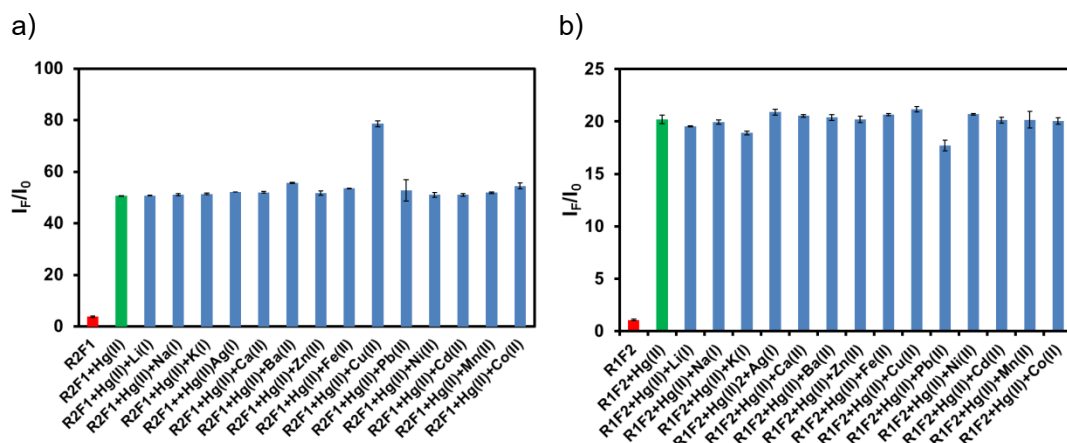 a)
100
80
60
40
20
0
I_F/I_0
R2F1
R2F1+Hg(II)
R2F1+Hg(II)+Li(I)
R2F1+Hg(II)+Na(I)
R2F1+Hg(II)+K(I)
R2F1++Hg(II)Ag(I)
R2F1+Hg(II)+Ca(II)
R2F1+Hg(II)+Ba(II)
R2F1+Hg(II)+Zn(II)
R2F1+Hg(II)+Fe(II)
R2F1+Hg(II)+Cu(II)
R2F1+Hg(II)+Pb(II)
R2F1+Hg(II)+Ni(II)
R2F1+Hg(II)+Cd(II)
R2F1+Hg(II)+Mn(II)
R2F1+Hg(II)+Co(II)
b)
25
20
15
10
5
0
I_F/I_0
R1F2
R1F2+Hg(II)
R1F2+Hg(II)+Li(I)
R1F2+Hg(II)+Na(I)
R1F2+Hg(II)+K(I)
R1F2+Hg(II)2+Ag(I)
R1F2+Hg(II)+Ca(II)
R1F2+Hg(II)+Ba(II)
R1F2+Hg(II)+Zn(II)
R1F2+Hg(II)+Fe(II)
R1F2+Hg(II)+Cu(II)
R1F2+Hg(II)+Pb(II)
R1F2+Hg(II)+Ni(II)
R1F2+Hg(II)+Cd(II)
R1F2+Hg(II)+Mn(II)
R1F2+Hg(II)+Co(II)